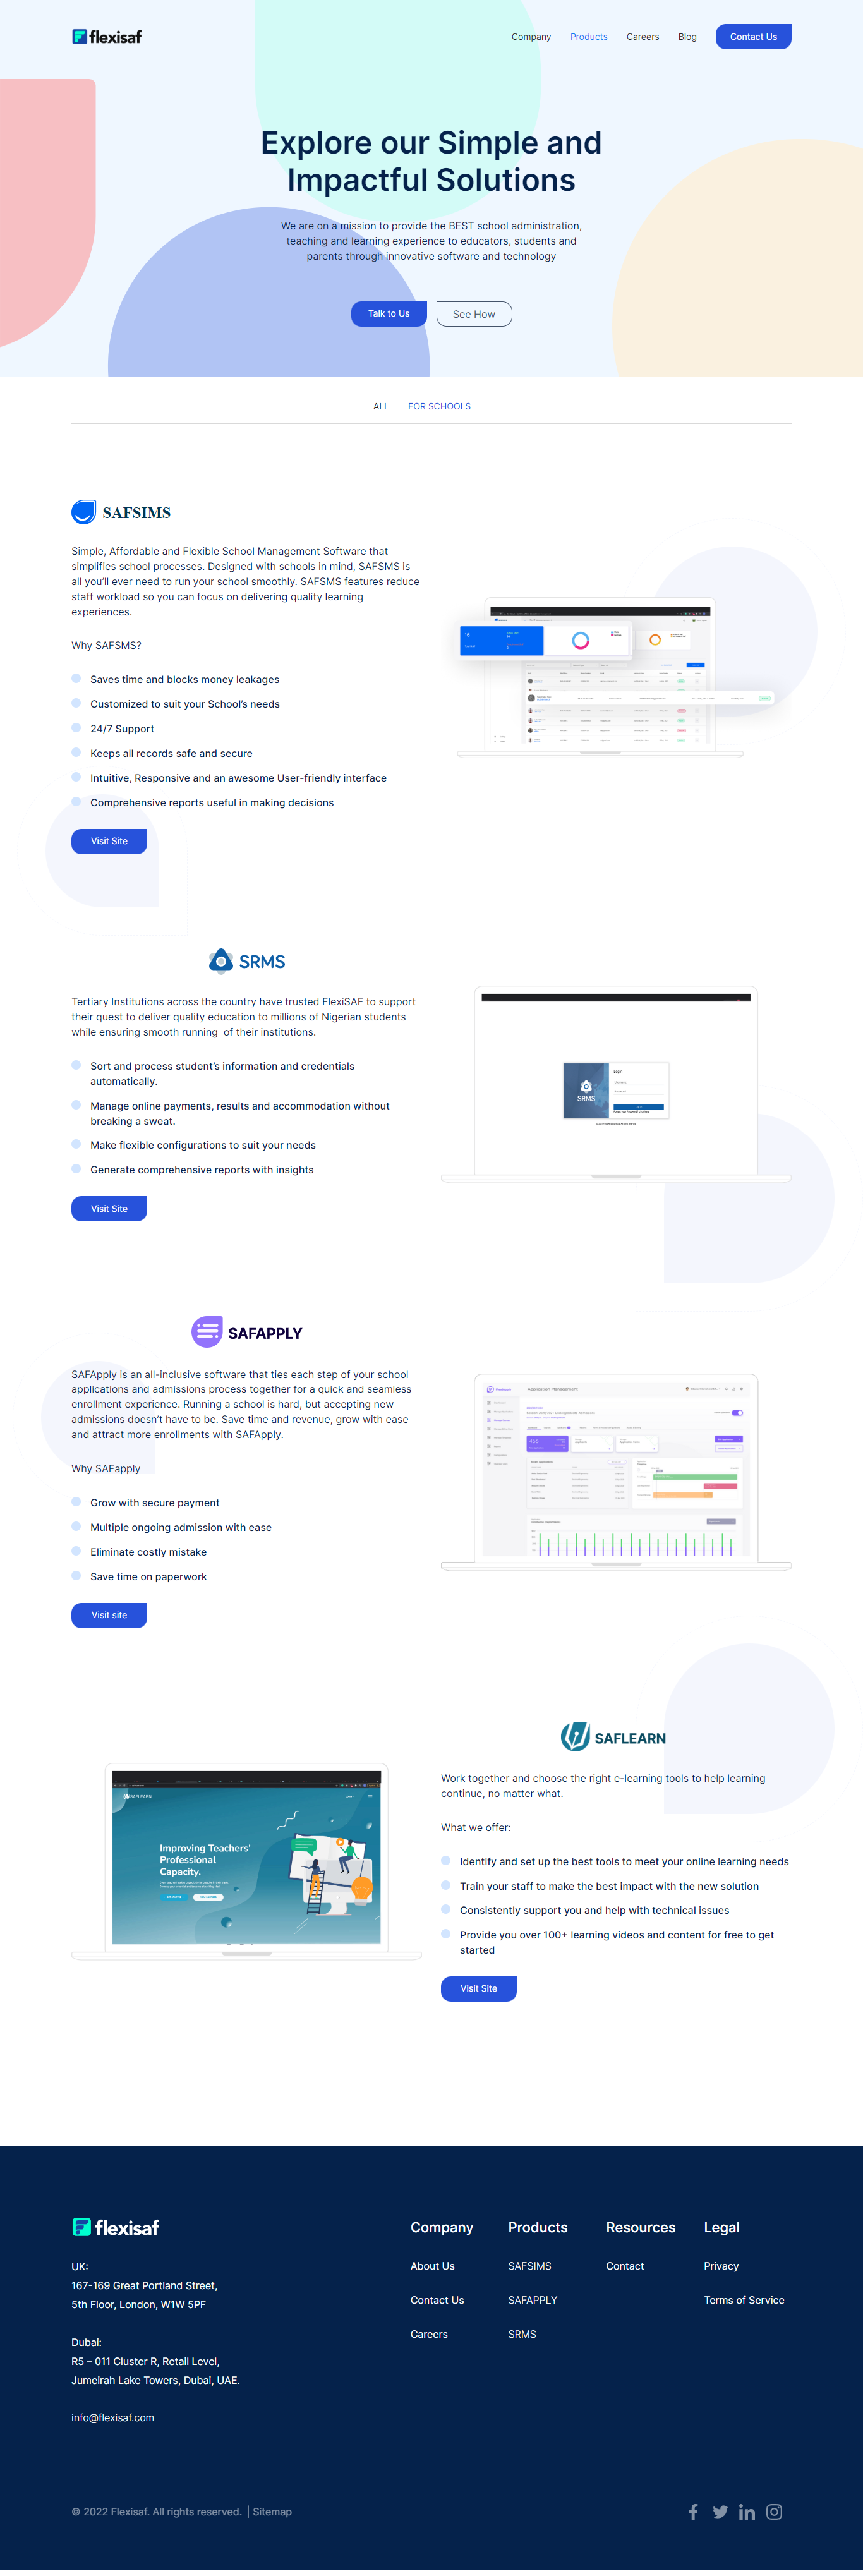 flexisaf
Company
Products
Careers
Blog
Contact Us
Explore our Simple and
Impactful Solutions
We are on a mission to provide the BEST school administration,
teaching and learning experience to educators, students and
parents through innovative software and technology
Talk to Us
See How
ALL
FOR SCHOOLS
SAFSIMS
Simple, Affordable and Flexible School Management Software that
simplifies school processes. Designed with schools in mind, SAFSMS is
all you’ll ever need to run your school smoothly. SAFSMS features reduce
staff workload so you can focus on delivering quality learning
experiences.
Why SAFSMS?
Saves time and blocks money leakages
Customized to suit your School’s needs
24/7 Support
Keeps all records safe and secure
Intuitive, Responsive and an awesome User-friendly interface
Comprehensive reports useful in making decisions
Visit Site
SRMS
Tertiary Institutions across the country have trusted FlexiSAF to support
their quest to deliver quality education to millions of Nigerian students
while ensuring smooth running  of their institutions.
Sort and process student’s information and credentials
automatically.
Manage online payments, results and accommodation without
breaking a sweat.
Make flexible configurations to suit your needs
Generate comprehensive reports with insights
Visit Site
Login
SRMS
SAFAPPLY
SAFApply is an all-inclusive software that ties each step of your school
applications and admissions process together for a quick and seamless
enrollment experience. Running a school is hard, but accepting new
admissions doesn’t have to be. Save time and revenue, grow with ease
and attract more enrollments with SAFApply.
Why SAFapply
Grow with secure payment
Multiple ongoing admission with ease
Eliminate costly mistake
Save time on paperwork
Visit site
Application Management
SAFLEARN
Improving Teachers'
Professional
Capacity.
SAFLEARN
Work together and choose the right e-learning tools to help learning
continue, no matter what.
What we offer:
Identify and set up the best tools to meet your online learning needs
Train your staff to make the best impact with the new solution
Consistently support you and help with technical issues
Provide you over 100+ learning videos and content for free to get
started
Visit Site
flexisaf
UK:
167-169 Great Portland Street,
5th Floor, London, W1W 5PF
Dubai:
R5 – 011 Cluster R, Retail Level,
Jumeirah Lake Towers, Dubai, UAE.
info@flexisaf.com
Company
About Us
Contact Us
Careers
Products
SAFSIMS
SAFAPPLY
SRMS
Resources
Contact
Legal
Privacy
Terms of Service
© 2022 Flexisaf. All rights reserved. | Sitemap